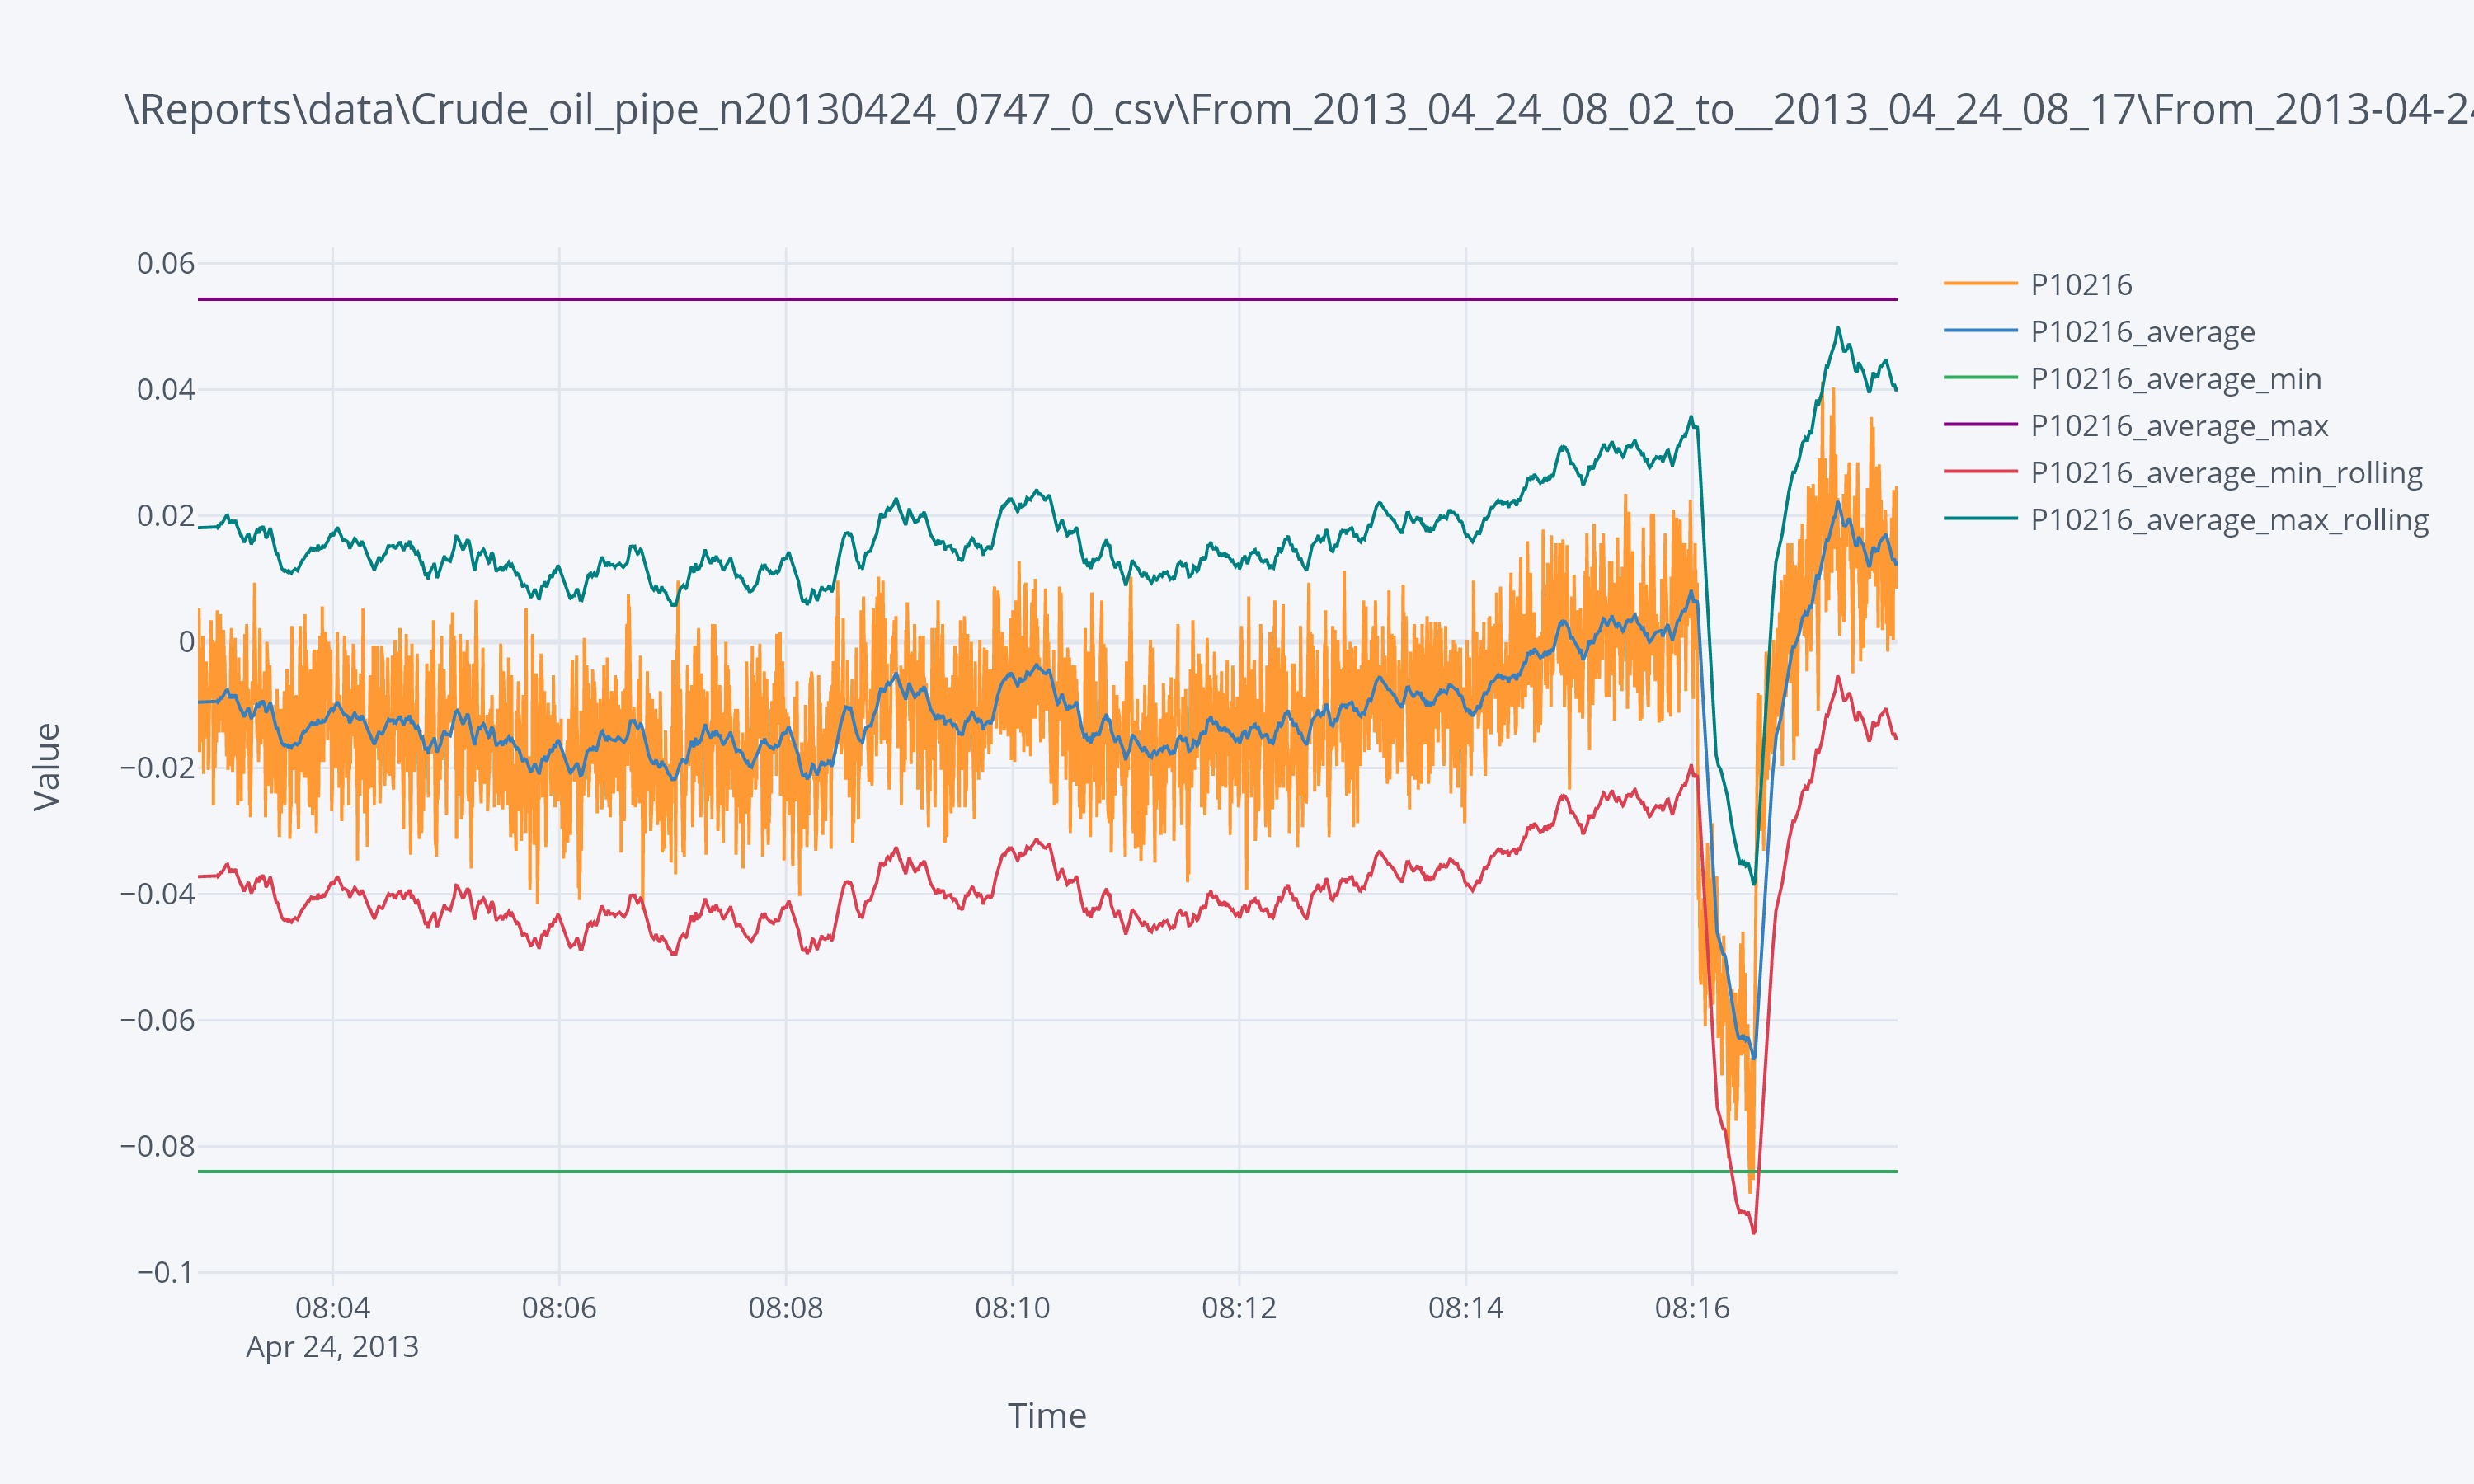 \Reports\data\Crude_oil_pipe_n20130424_0747_0_csv\From_2013_04_24_08_02_to__2013_04_24_08_17\From_2013-04-24
0.06
0.04
0.02
0
−0.02
−0.04
−0.06
−0.08
−0.1
Value
08:04
Apr 24, 2013
08:06
08:08
08:10
08:12
08:14
08:16
Time
P10216
P10216_average
P10216_average_min
P10216_average_max
P10216_average_min_rolling
P10216_average_max_rolling